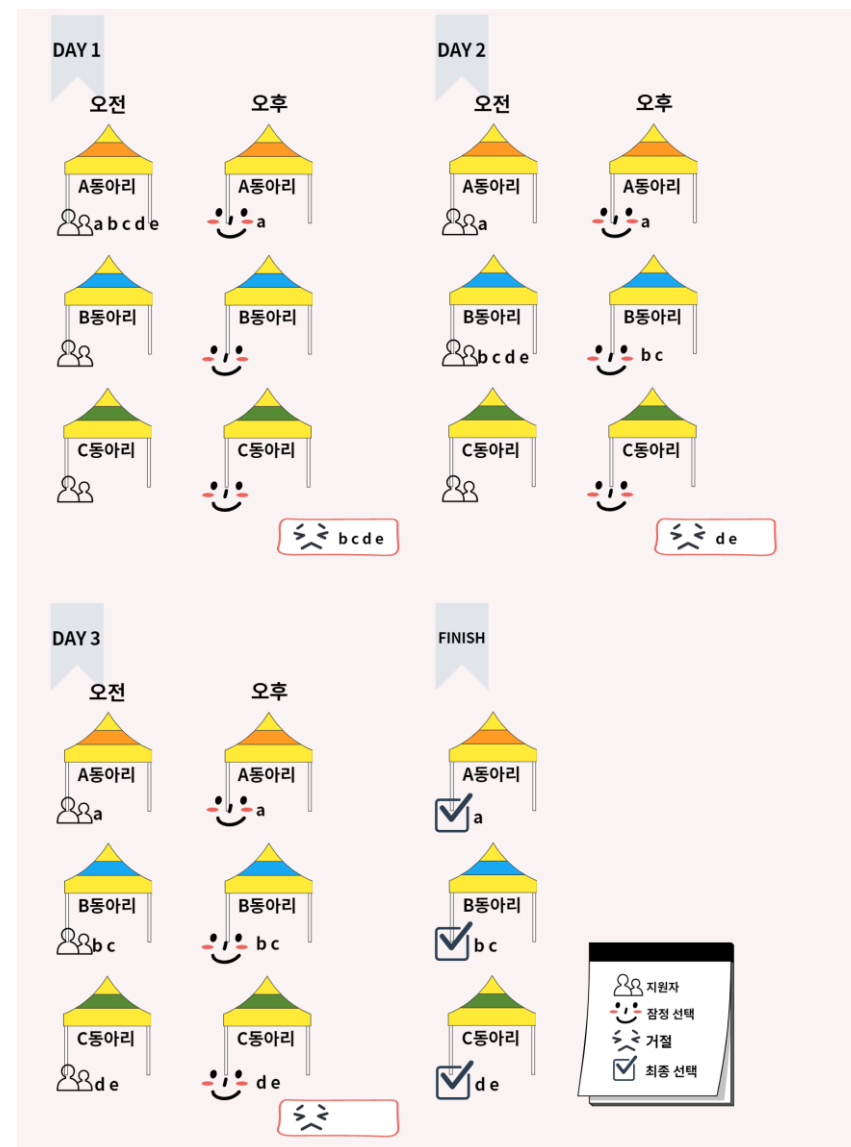 DAY 1
오전 오후
A동아리 A동아리
a b c d e a
B동아리 B동아리
C동아리 C동아리
b c d e
DAY 2
오전 오후
A동아리 A동아리
a a
B동아리 B동아리
b c d e b c
C동아리 C동아리
d e
DAY 3
오전 오후
A동아리 A동아리
a a
B동아리 B동아리
b c b c
C동아리 C동아리
d e d e
FINISH
A동아리
a
B동아리
b c
C동아리
d e
지원자
잠정 선택
거절
최종 선택